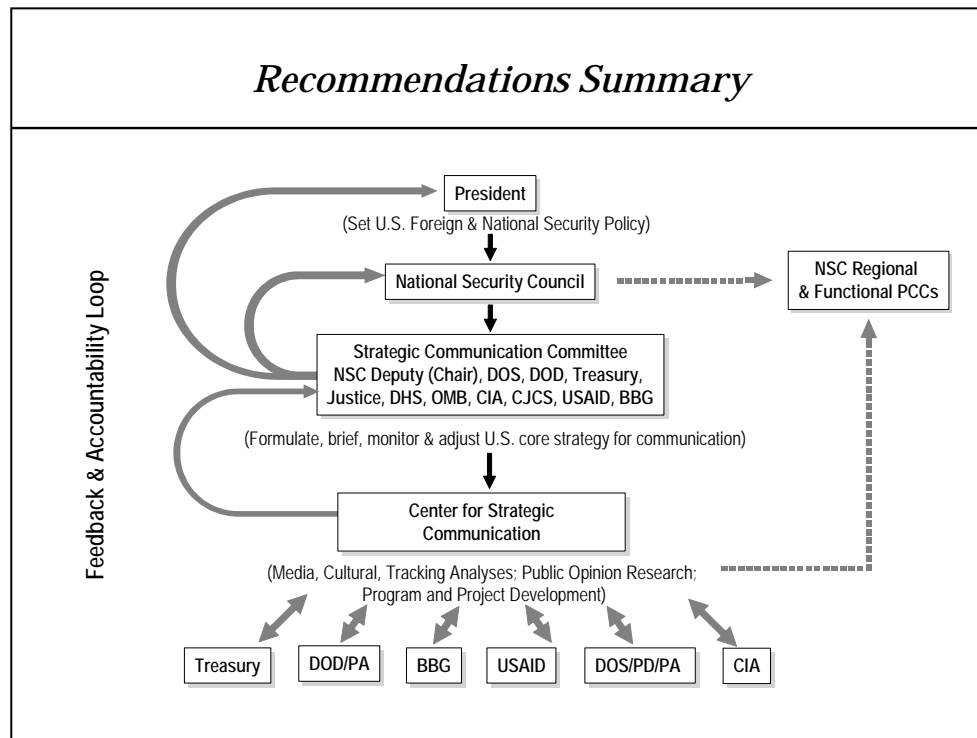 Recommendations Summary
President
(Set U.S. Foreign & National Security Policy)
National Security Council
NSC Regional
& Functional PCCs
Strategic Communication Committee
NSC Deputy (Chair), DOS, DOD, Treasury,
Justice, DHS, OMB, CIA, CJCS, USAID, BBG
(Formulate, brief, monitor & adjust U.S. core strategy for communication)
Feedback & Accountability Loop
Center for Strategic
Communication
(Media, Cultural, Tracking Analyses; Public Opinion Research;
Program and Project Development)
Treasury
DOD/PA
BBG
USAID
DOS/PD/PA
CIA